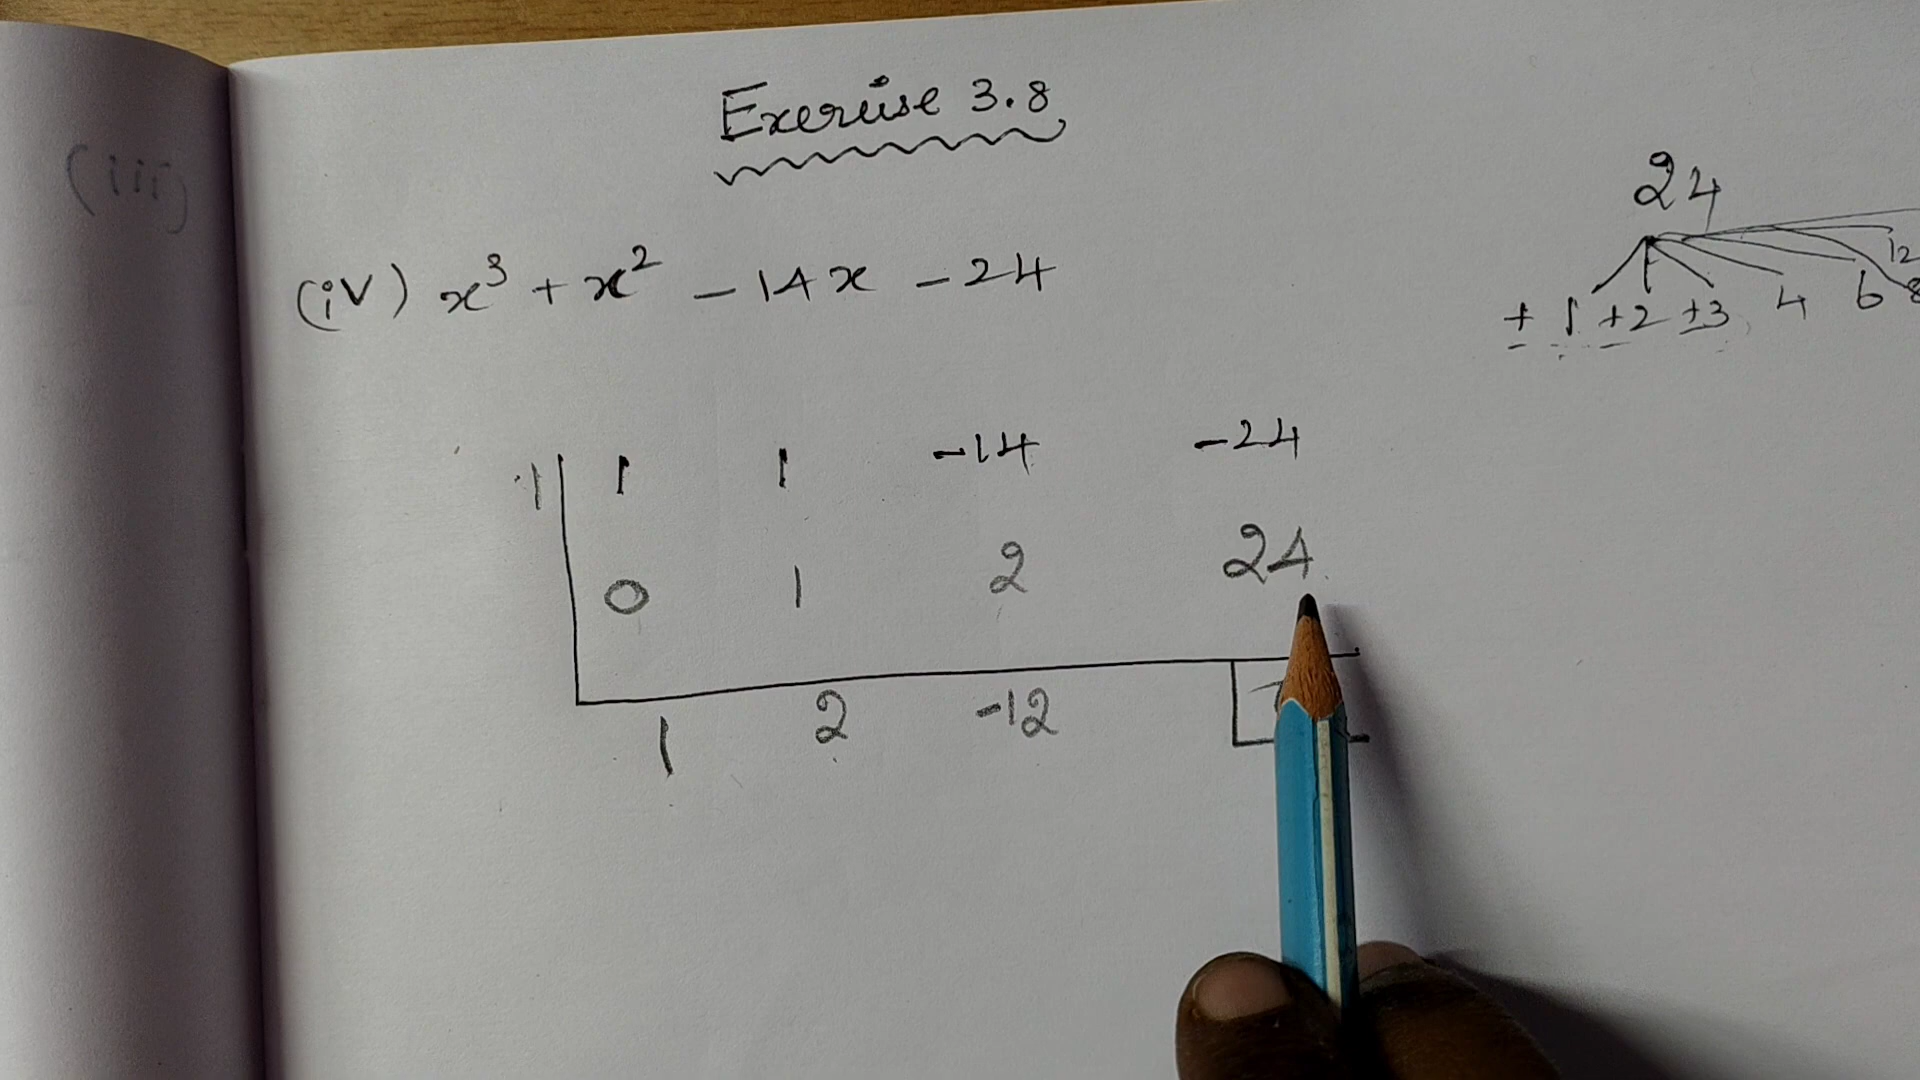 Exercise 3.8
(iii)
24
(iv) x³ + x² - 14x - 24
12
± 1 ± 2 ± 3 4 6 8
1 1 1 -14 -24
0 1 2 24
1 2 -12